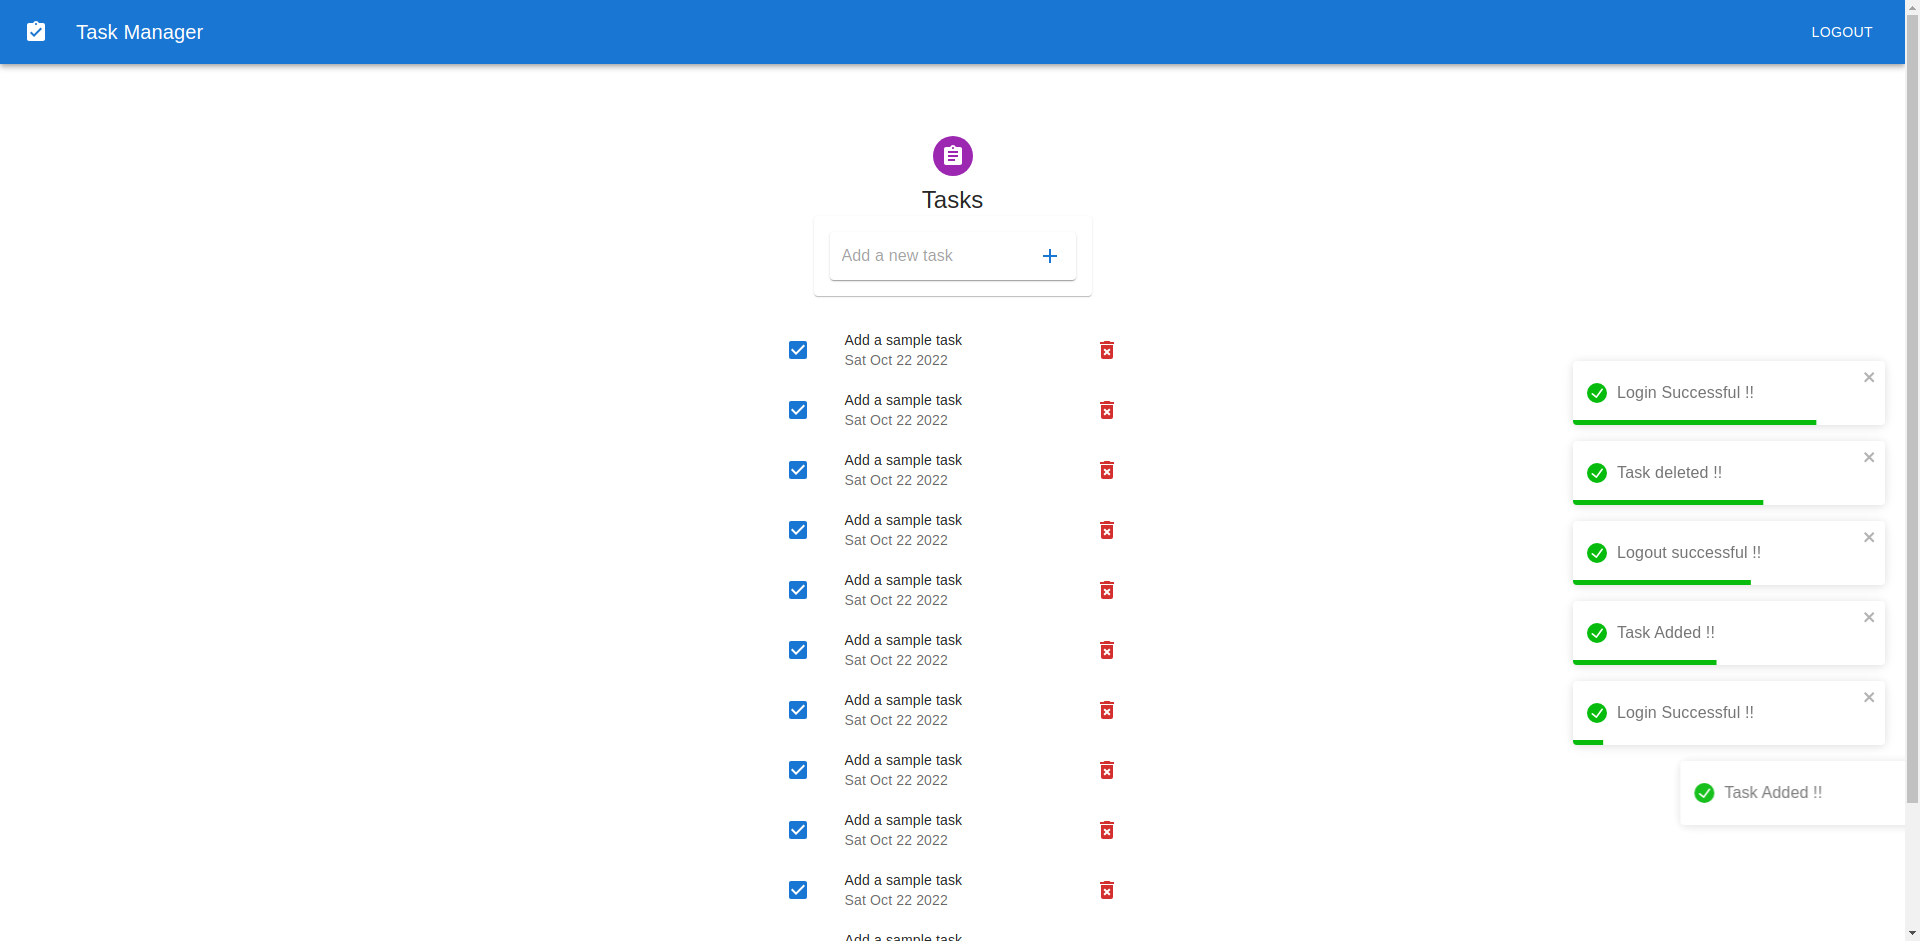 Task Manager
LOGOUT
Tasks
Add a new task
Add a sample task
Sat Oct 22 2022
Add a sample task
Sat Oct 22 2022
Add a sample task
Sat Oct 22 2022
Add a sample task
Sat Oct 22 2022
Add a sample task
Sat Oct 22 2022
Add a sample task
Sat Oct 22 2022
Add a sample task
Sat Oct 22 2022
Add a sample task
Sat Oct 22 2022
Add a sample task
Sat Oct 22 2022
Add a sample task
Sat Oct 22 2022
Add a sample task
Login Successful !!
Task deleted !!
Logout successful !!
Task Added !!
Login Successful !!
Task Added !!